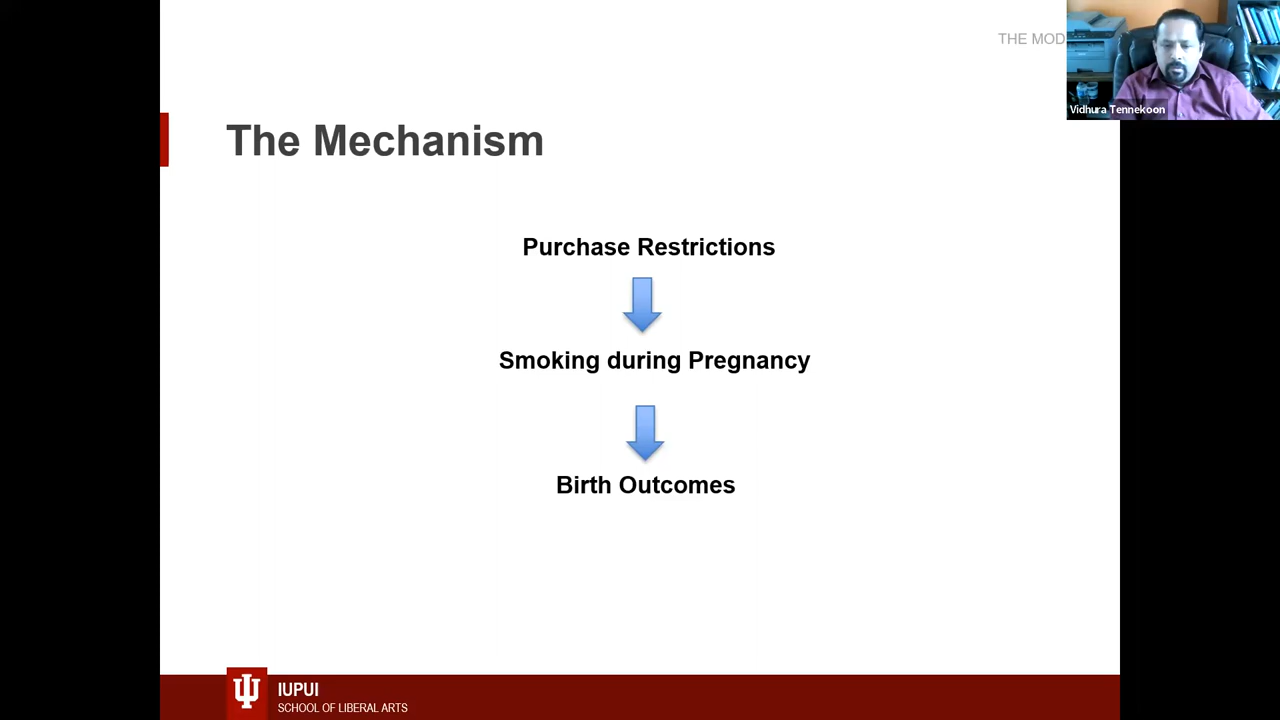 THE MOD
Vidhura Tennekoon
The Mechanism
Purchase Restrictions
Smoking during Pregnancy
Birth Outcomes
IUPUI
SCHOOL OF LIBERAL ARTS